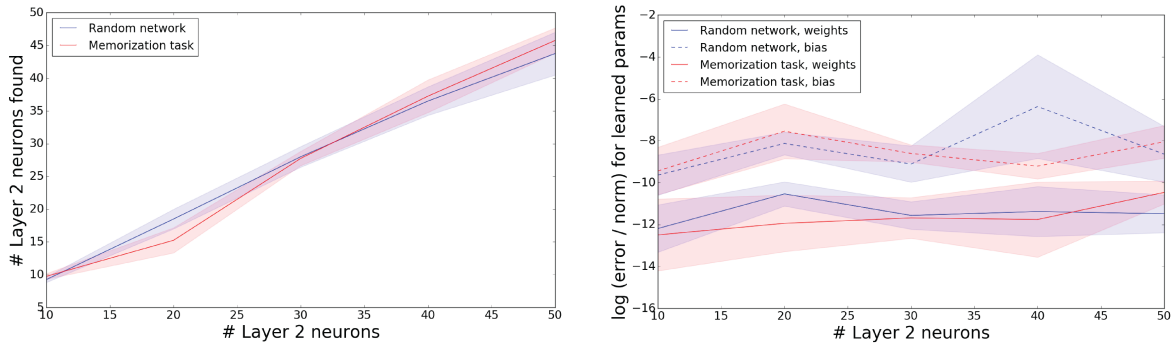 50
45
40
35
30
25
20
15
10
5
# Layer 2 neurons found
Random network
Memorization task
10 15 20 25 30 35 40 45 50
# Layer 2 neurons
−2
−4
−6
−8
−10
−12
−14
−16
log (error / norm) for learned params
Random network, weights
Random network, bias
Memorization task, weights
Memorization task, bias
10 15 20 25 30 35 40 45 50
# Layer 2 neurons